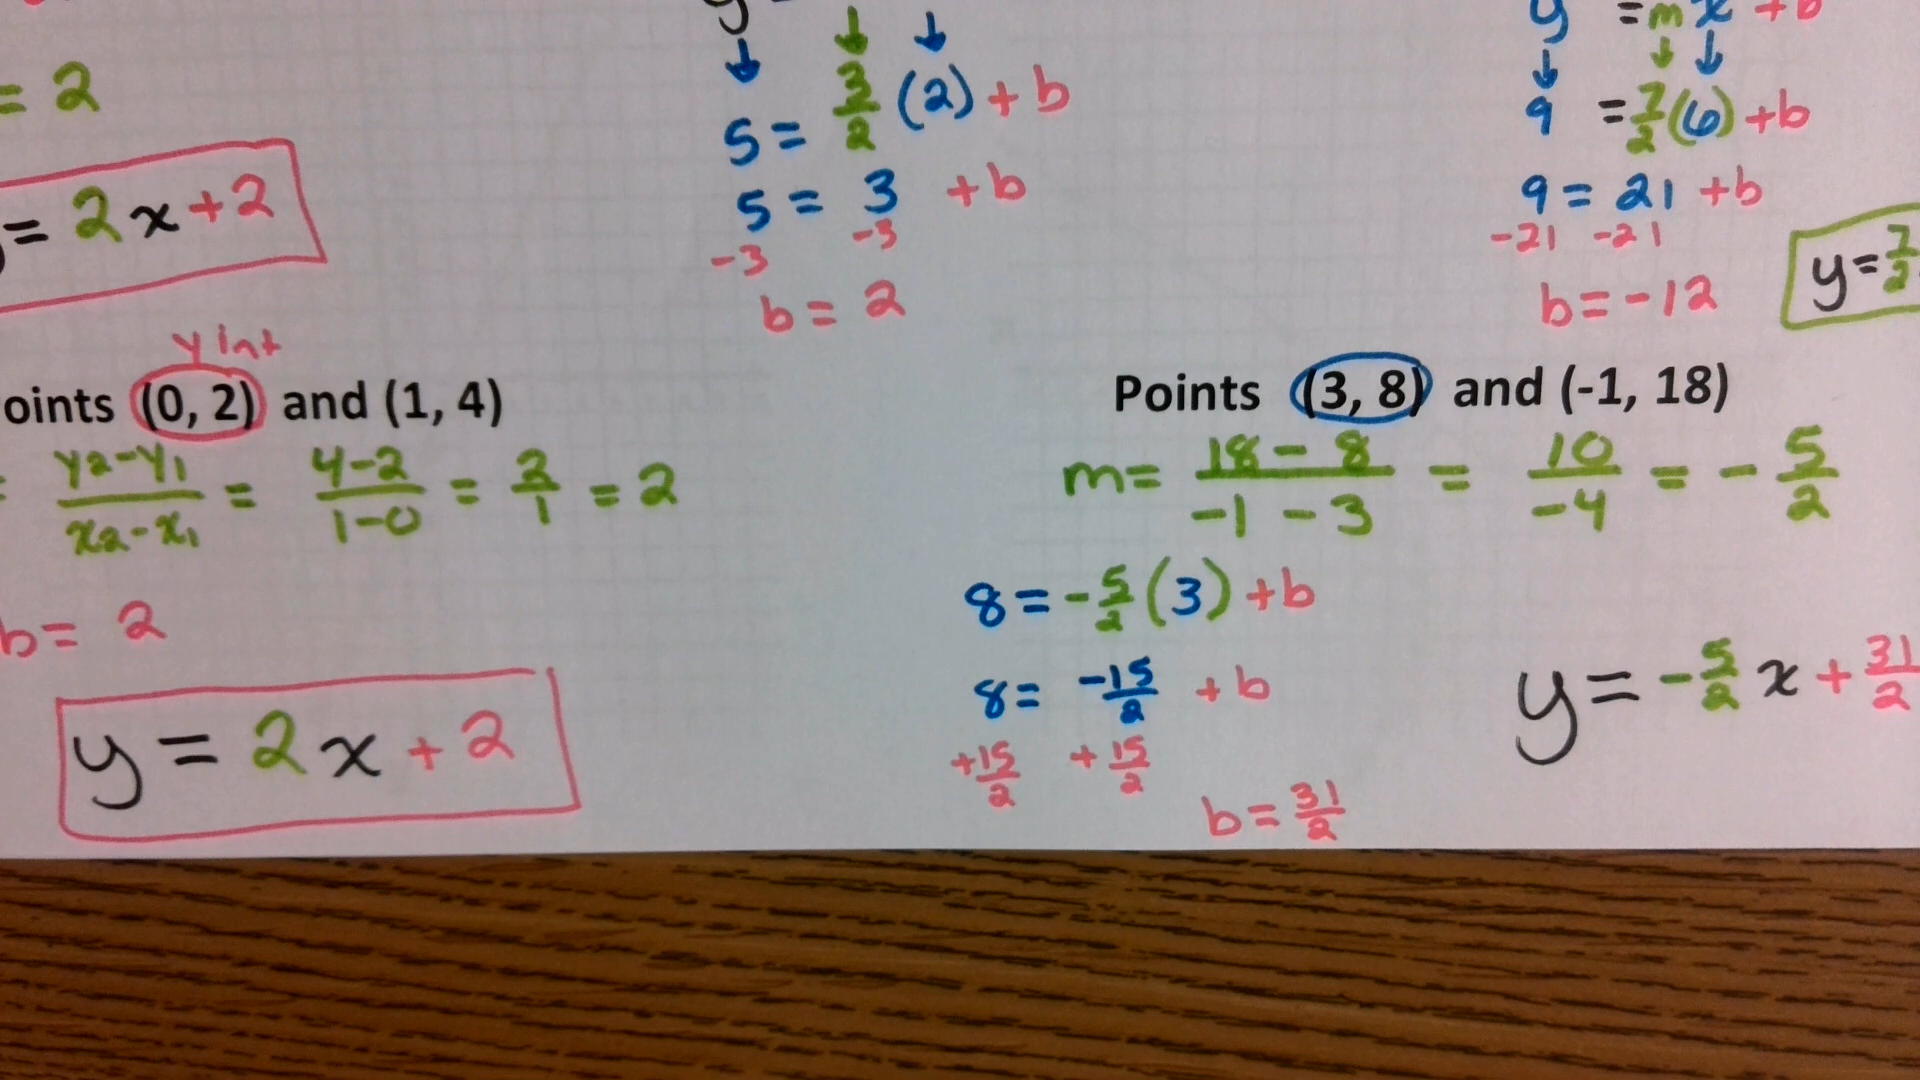 = 2
= 2x + 2
y
5 = 3/2 (2) + b
5 = 3 + b
-3 -3
b = 2
y = mx + b
9 = 7/2 (6) + b
9 = 21 + b
-21 -21
b = -12
y = 7/2
y int
oints (0, 2) and (1, 4)
= y2-y1/x2-x1 = 4-2/1-0 = 2/1 = 2
b = 2
y = 2x + 2
Points (3, 8) and (-1, 18)
m = 18 - 8/-1 - 3 = 10/-4 = - 5/2
8 = -5/2 (3) + b
8 = -15/2 + b
+15/2 +15/2
b = 31/2
y = -5/2 x + 31/2